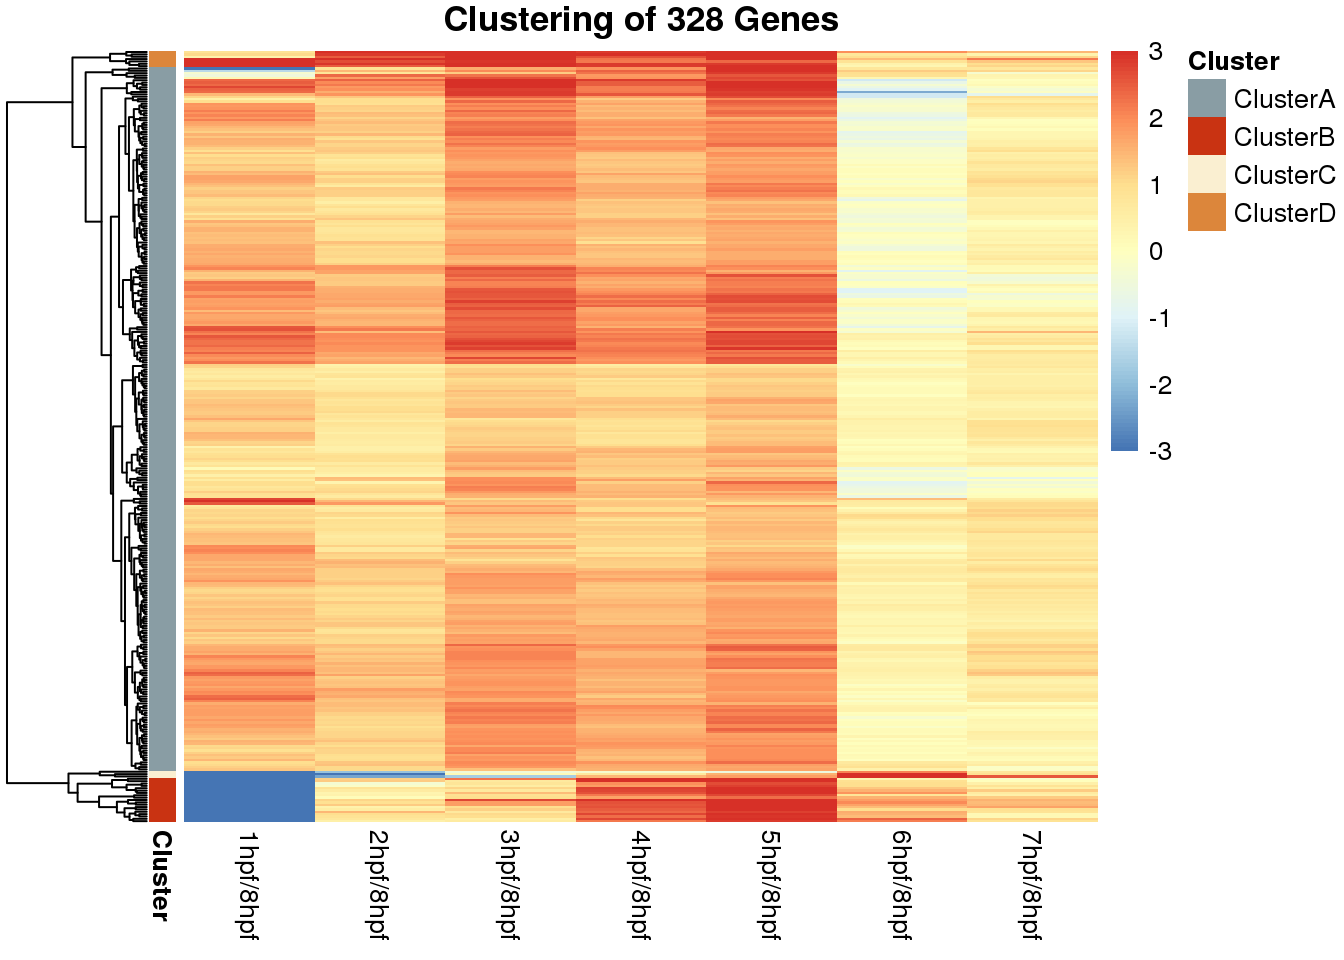 Clustering of 328 Genes
3
2
1
0
-1
-2
-3
Cluster
ClusterA
ClusterB
ClusterC
ClusterD
Cluster
1hpf/8hpf
2hpf/8hpf
3hpf/8hpf
4hpf/8hpf
5hpf/8hpf
6hpf/8hpf
7hpf/8hpf